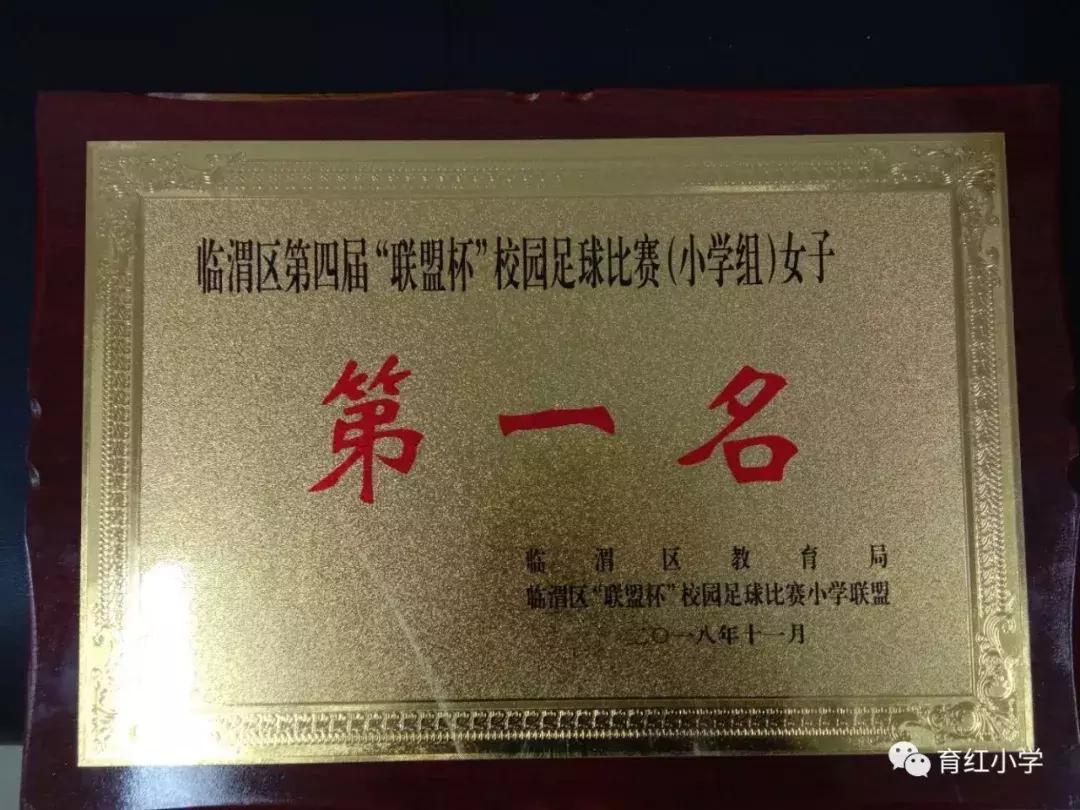 临渭区第四届“联盟杯”校园足球比赛(小学组)女子
第一名
临渭区教育局
临渭区“联盟杯”校园足球比赛小学联盟
二〇一八年十一月
育红小学